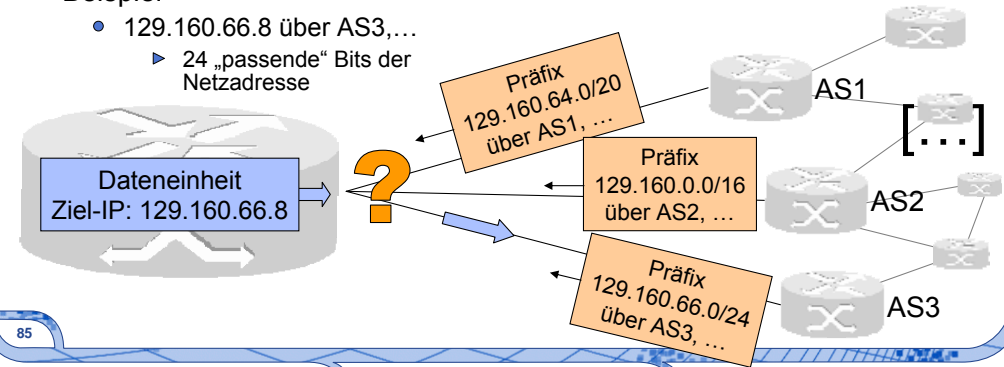 129.160.66.8 über AS3,…
24 „passende“ Bits der
Netzadresse
Präfix
129.160.64.0/20
über AS1, …
AS1
[...]
Dateneinheit
Ziel-IP: 129.160.66.8
?
Präfix
129.160.0.0/16
über AS2, …
AS2
Präfix
129.160.66.0/24
über AS3, …
AS3
85